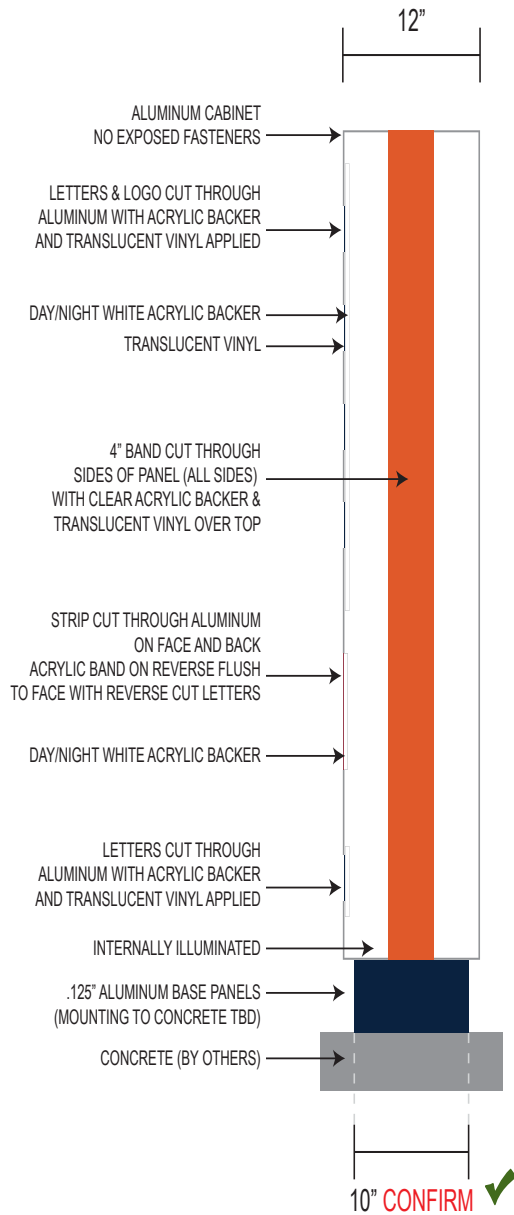 12”
ALUMINUM CABINET
NO EXPOSED FASTENERS
LETTERS & LOGO CUT THROUGH
ALUMINUM WITH ACRYLIC BACKER
AND TRANSLUCENT VINYL APPLIED
DAY/NIGHT WHITE ACRYLIC BACKER
TRANSLUCENT VINYL
4” BAND CUT THROUGH
SIDES OF PANEL (ALL SIDES)
WITH CLEAR ACRYLIC BACKER &
TRANSLUCENT VINYL OVER TOP
STRIP CUT THROUGH ALUMINUM
ON FACE AND BACK
ACRYLIC BAND ON REVERSE FLUSH
TO FACE WITH REVERSE CUT LETTERS
DAY/NIGHT WHITE ACRYLIC BACKER
LETTERS CUT THROUGH
ALUMINUM WITH ACRYLIC BACKER
AND TRANSLUCENT VINYL APPLIED
INTERNALLY ILLUMINATED
.125” ALUMINUM BASE PANELS
(MOUNTING TO CONCRETE TBD)
CONCRETE (BY OTHERS)
10” CONFIRM